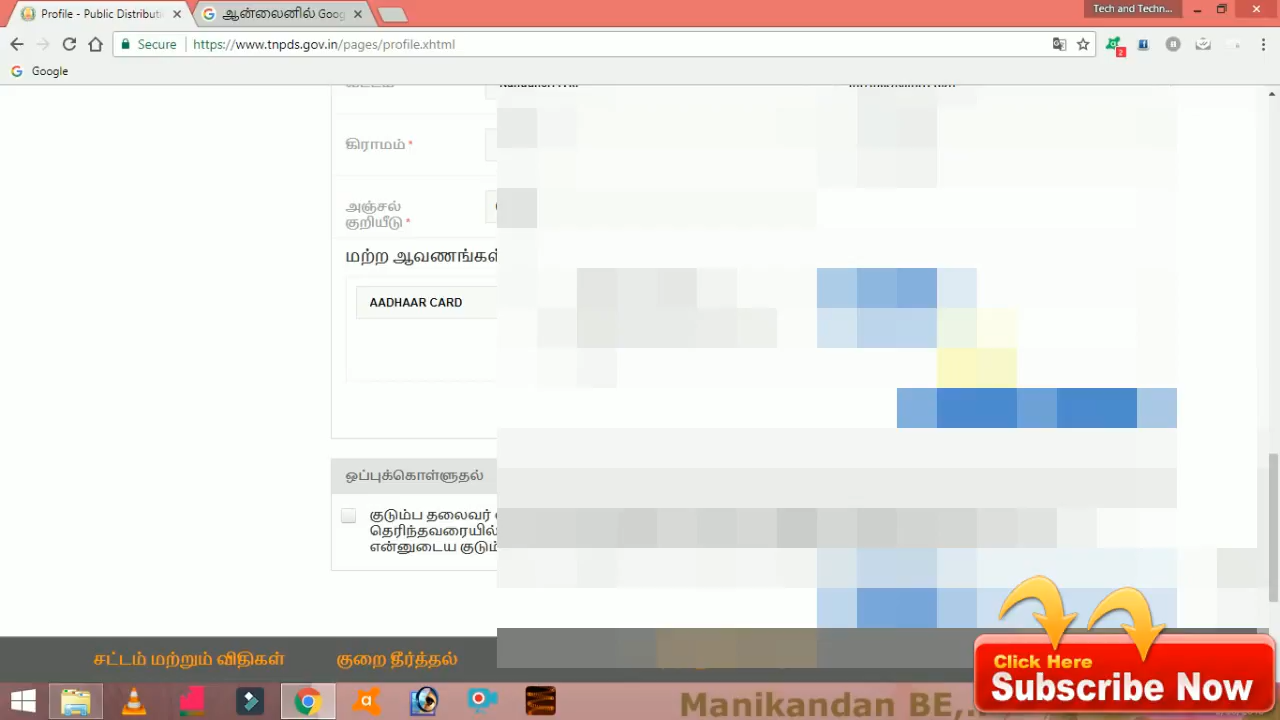 Profile - Public Distributi
ஆன்லைனில் Goog
Tech and Techn...
Secure https://www.tnpds.gov.in/pages/profile.xhtml
2
Google
கிராமம் *
அஞ்சல்
குறியீடு *
மற்ற ஆவணங்கள்
AADHAAR CARD
ஒப்புக்கொள்ளுதல்
குடும்ப தலைவர்
தெரிந்தவரையில்
என்னுடைய குடும்
சட்டம் மற்றும் விதிகள் குறை தீர்த்தல்
Click Here
Subscribe Now
Manikandan BE,..